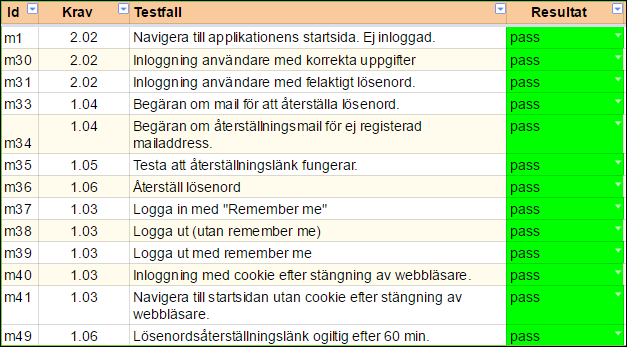 Id Krav Testfall Resultat
m1 2.02 Navigera till applikationens startsida. Ej inloggad. pass
m30 2.02 Inloggning användare med korrekta uppgifter pass
m31 2.02 Inloggning användare med felaktigt lösenord. pass
m33 1.04 Begäran om mail för att återställa lösenord. pass
1.04 Begäran om återställningsmail för ej registerad pass
m34 mailaddress.
m35 1.05 Testa att återställningslänk fungerar. pass
m36 1.06 Återställ lösenord pass
m37 1.03 Logga in med "Remember me" pass
m38 1.03 Logga ut (utan remember me) pass
m39 1.03 Logga ut med remember me pass
m40 1.03 Inloggning med cookie efter stängning av webbläsare. pass
m41 1.03 Navigera till startsidan utan cookie efter stängning av pass
webbläsare.
m49 1.06 Lösenordsåterställningslänk ogiltig efter 60 min. pass